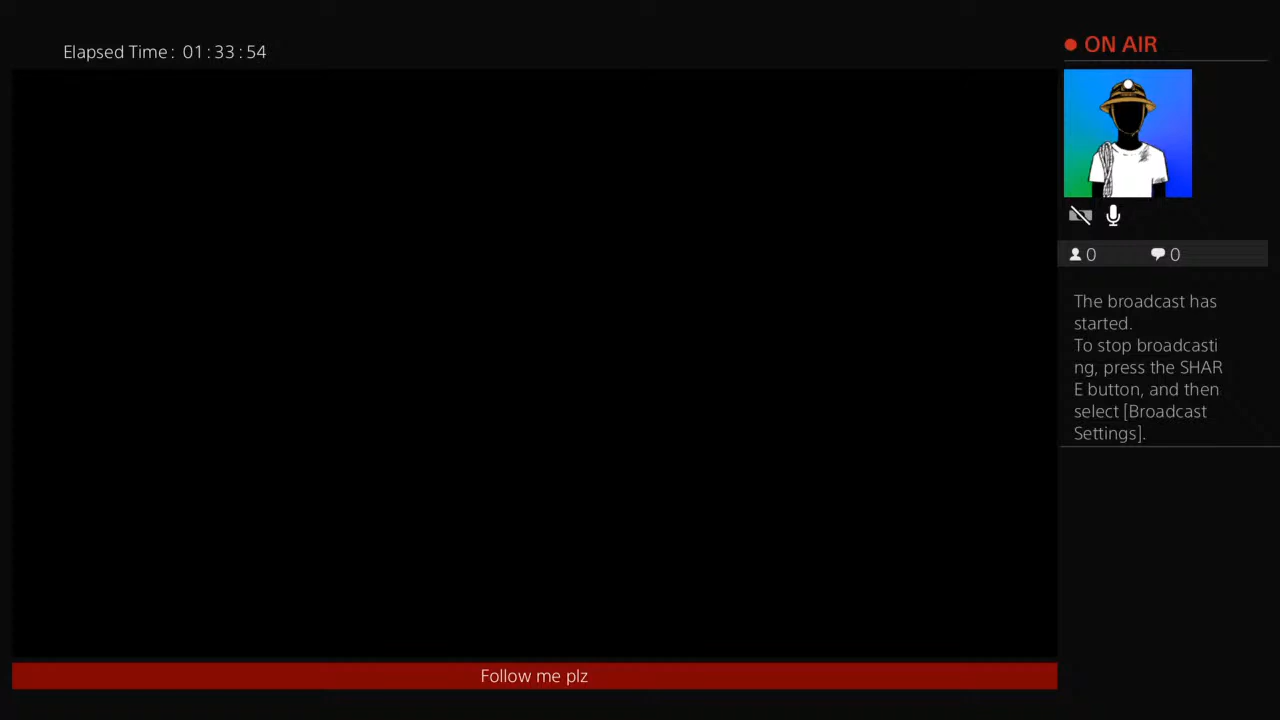 Elapsed Time: 01:33:54
ON AIR
0 0
The broadcast has
started.
To stop broadcasti
ng, press the SHAR
E button, and then
select [Broadcast
Settings].
Follow me plz